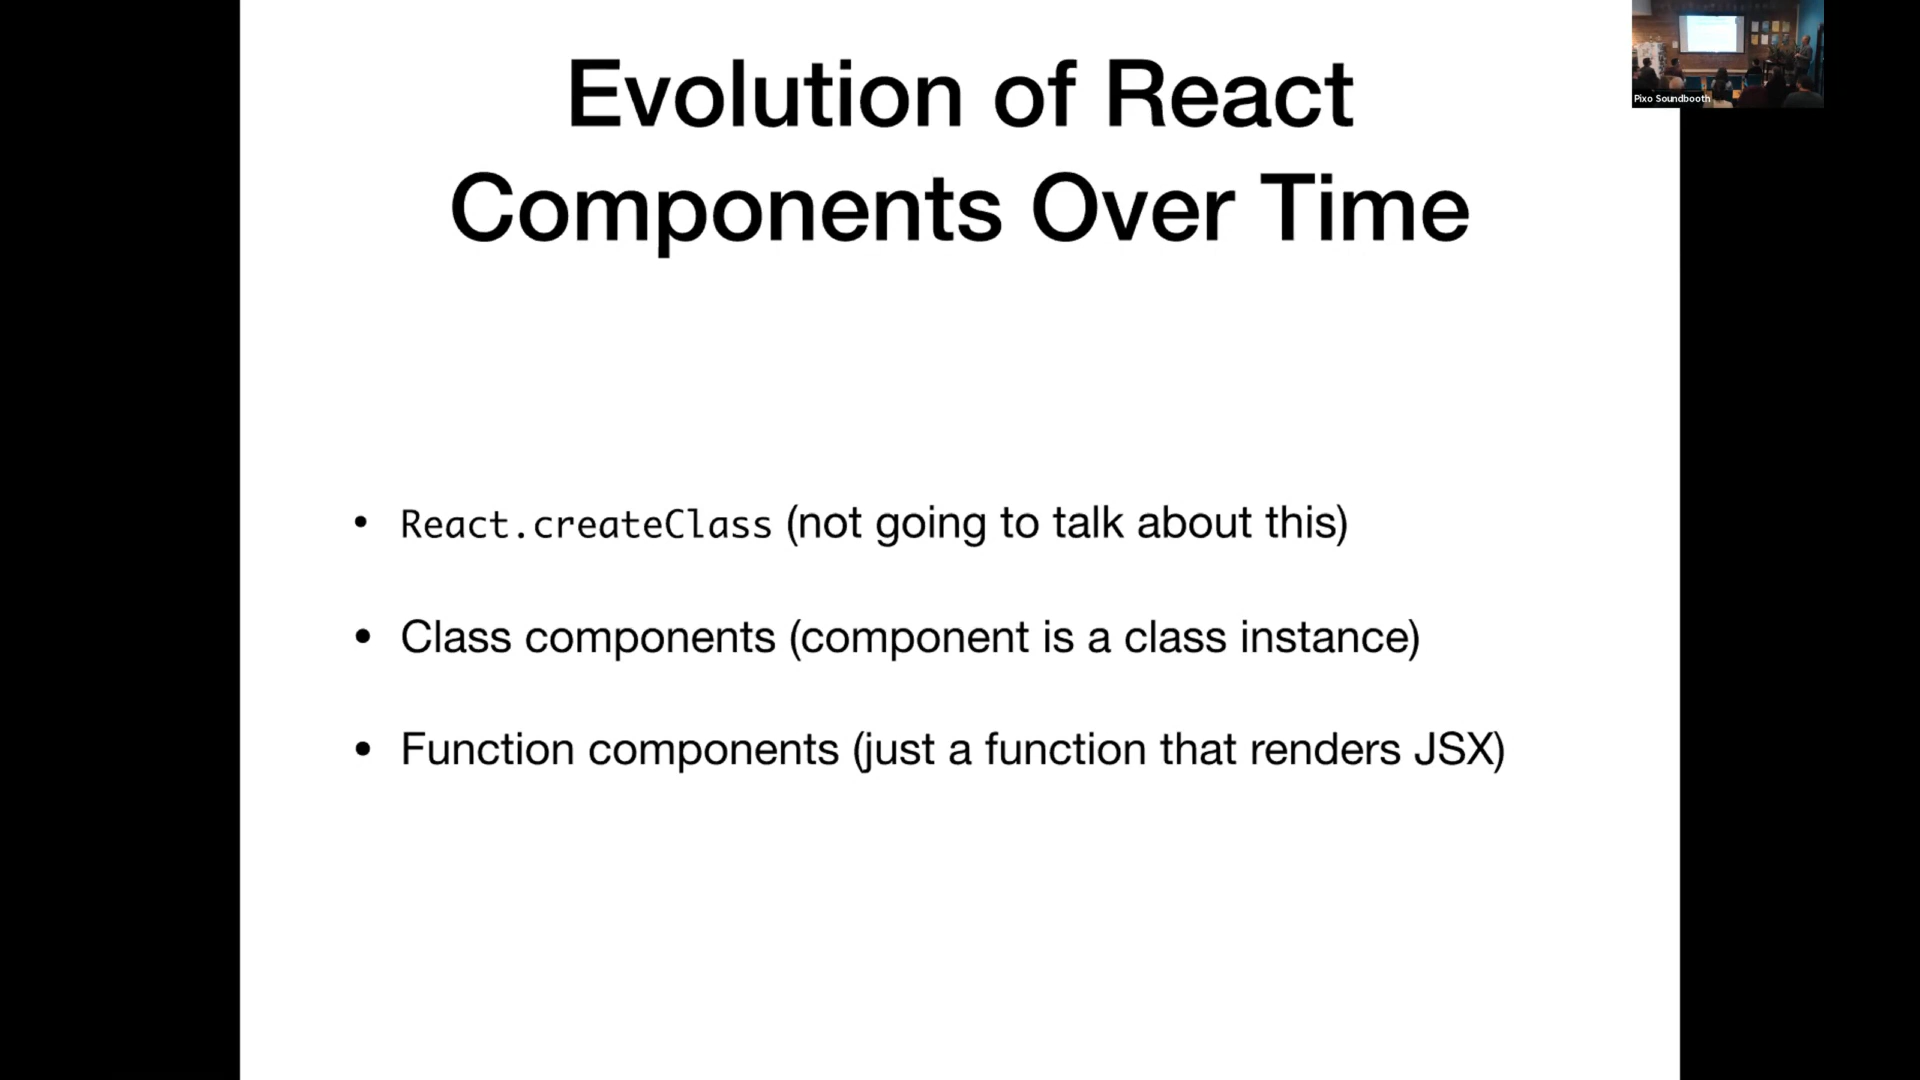 Evolution of React
Components Over Time
• React.createClass (not going to talk about this)
• Class components (component is a class instance)
• Function components (just a function that renders JSX)
Pixo Soundbooth